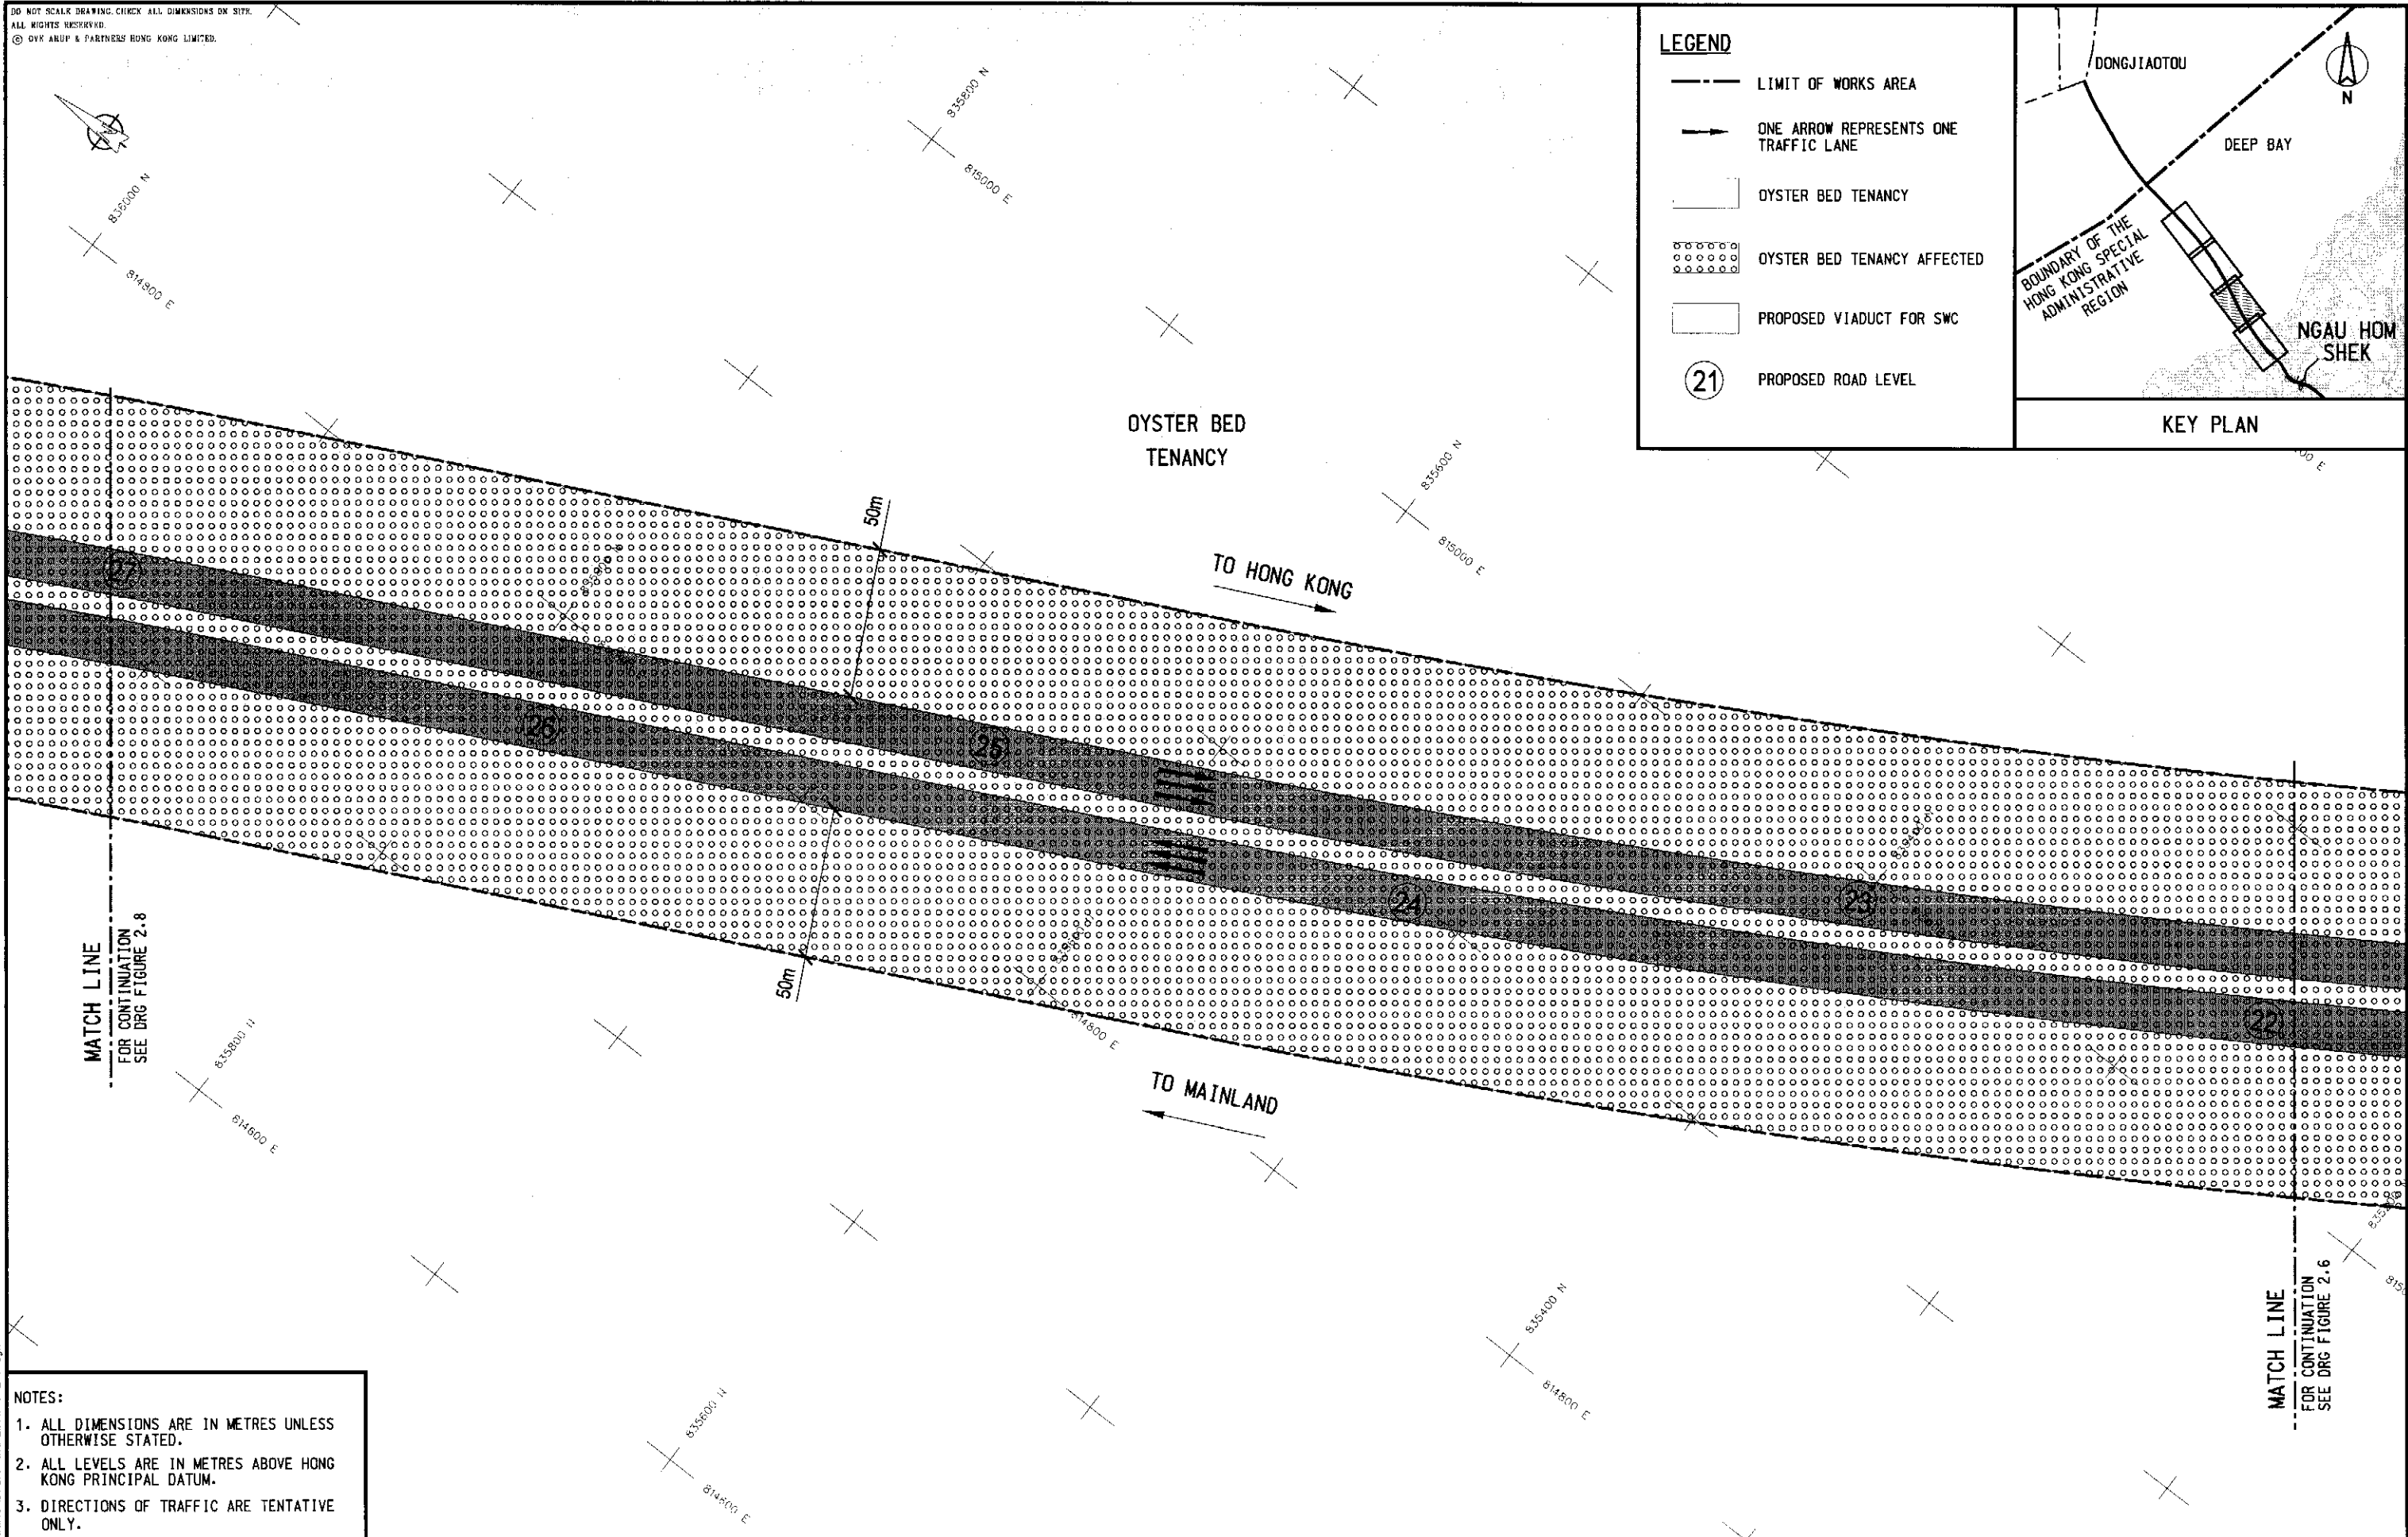 DO NOT SCALE DRAWING. CHECK ALL DIMENSIONS ON SITE.
ALL RIGHTS RESERVED.
© OVE ARUP & PARTNERS HONG KONG LIMITED.
LEGEND
LIMIT OF WORKS AREA
ONE ARROW REPRESENTS ONE
TRAFFIC LANE
OYSTER BED TENANCY
OYSTER BED TENANCY AFFECTED
PROPOSED VIADUCT FOR SWC
21
PROPOSED ROAD LEVEL
DONGJIAOTOU
N
DEEP BAY
BOUNDARY OF THE
HONG KONG SPECIAL
ADMINISTRATIVE
REGION
NGAU HOM
SHEK
KEY PLAN
836000 N
814800 E
835800 N
815000 E
OYSTER BED
TENANCY
835600 N
815000 E
TO HONG KONG
50m
27
26
25
24
23
22
50m
814800 E
TO MAINLAND
835800 N
814600 E
835400 N
814800 E
835600 N
814600 E
MATCH LINE
FOR CONTINUATION
SEE DRG FIGURE 2.8
MATCH LINE
FOR CONTINUATION
SEE DRG FIGURE 2.6
NOTES:
1. ALL DIMENSIONS ARE IN METRES UNLESS
OTHERWISE STATED.
2. ALL LEVELS ARE IN METRES ABOVE HONG
KONG PRINCIPAL DATUM.
3. DIRECTIONS OF TRAFFIC ARE TENTATIVE
ONLY.